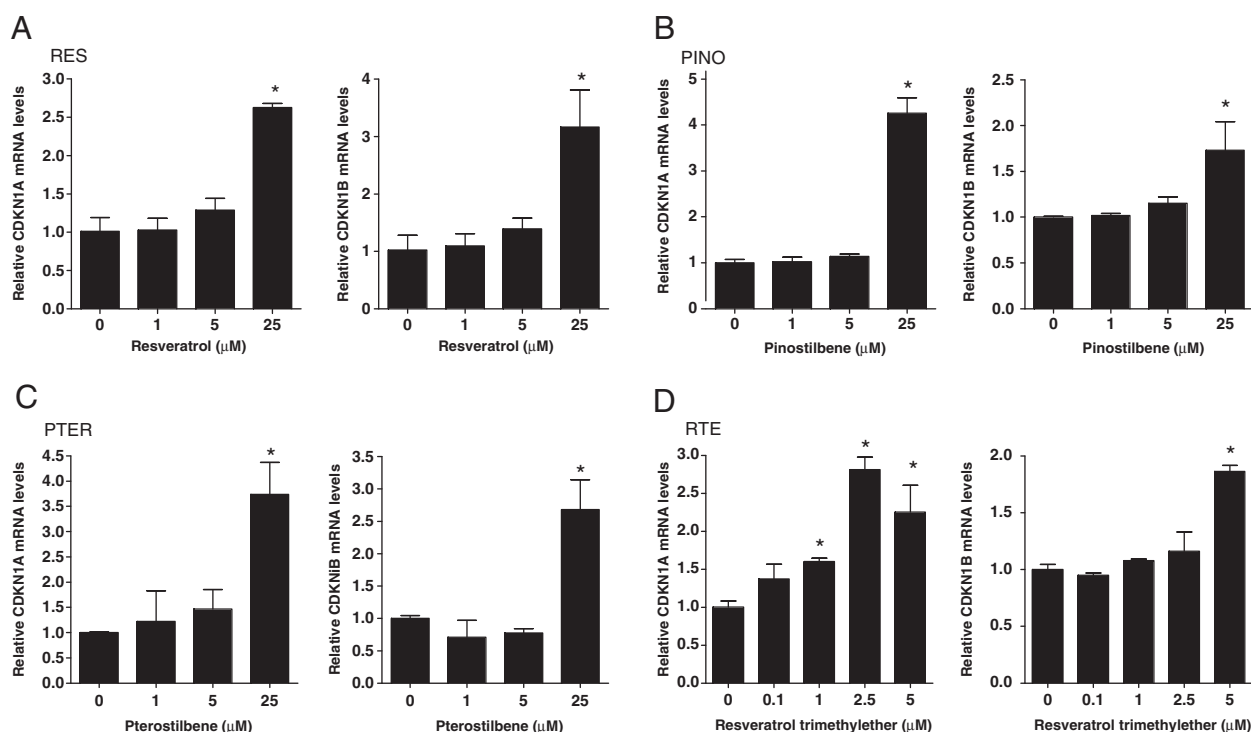 A
RES
Relative CDKN1A mRNA levels
3.0
2.5
2.0
1.5
1.0
0.5
0.0
*
0 1 5 25
Resveratrol (μM)
Relative CDKN1B mRNA levels
4
3
2
1
0
*
0 1 5 25
Resveratrol (μM)
B
PINO
Relative CDKN1A mRNA levels
5
4
3
2
1
0
*
0 1 5 25
Pinostilbene (μM)
Relative CDKN1B mRNA levels
2.5
2.0
1.5
1.0
0.5
0.0
*
0 1 5 25
Pinostilbene (μM)
C
PTER
Relative CDKN1A mRNA levels
4.5
4.0
3.5
3.0
2.5
2.0
1.5
1.0
0.5
0.0
*
0 1 5 25
Pterostilbene (μM)
Relative CDKNiB mRNA levels
3.5
3.0
2.5
2.0
1.5
1.0
0.5
0.0
*
0 1 5 25
Pterostilbene (μM)
D
RTE
Relative CDKN1A mRNA levels
3.0
2.5
2.0
1.5
1.0
0.5
0.0
* * *
0 0.1 1 2.5 5
Resveratrol trimethylether (μM)
Relative CDKN1B mRNA levels
2.0
1.5
1.0
0.5
0.0
*
0 0.1 1 2.5 5
Resveratrol trimethylether (μM)